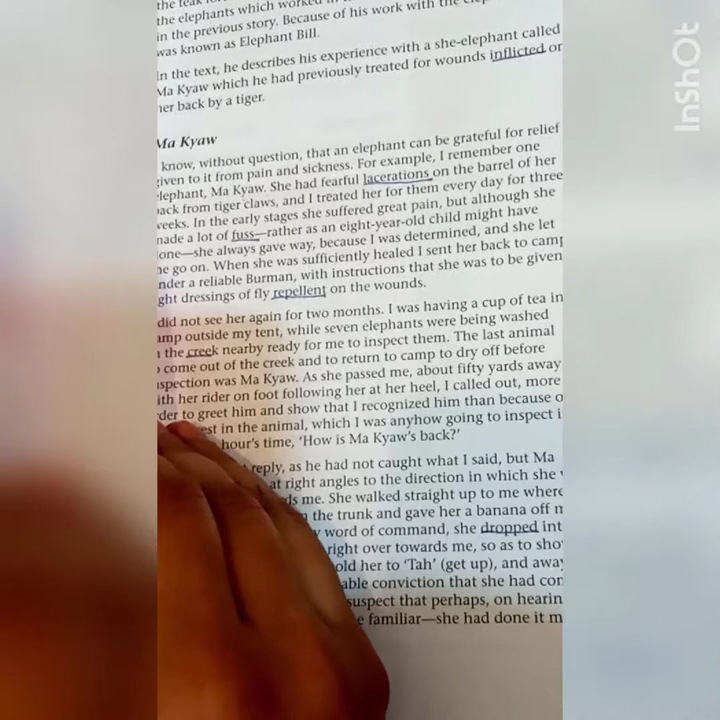 the elephants which worked in
in the previous story. Because of his work with the
was known as Elephant Bill.
In the text, he describes his experience with a she-elephant called
Ma Kyaw which he had previously treated for wounds inflicted or
her back by a tiger.
Ma Kyaw
know, without question, that an elephant can be grateful for relief
given to it from pain and sickness. For example, I remember one
elephant, Ma Kyaw. She had fearful lacerations on the barrel of her
back from tiger claws, and I treated her for them every day for three
weeks. In the early stages she suffered great pain, but although she
made a lot of fuss—rather as an eight-year-old child might have
one—she always gave way, because I was determined, and she let
me go on. When she was sufficiently healed I sent her back to camp
nder a reliable Burman, with instructions that she was to be given
ght dressings of fly repellent on the wounds.
did not see her again for two months. I was having a cup of tea in
amp outside my tent, while seven elephants were being washed
the creek nearby ready for me to inspect them. The last animal
come out of the creek and to return to camp to dry off before
spection was Ma Kyaw. As she passed me, about fifty yards away
ith her rider on foot following her at her heel, I called out, more
der to greet him and show that I recognized him than because o
est in the animal, which I was anyhow going to inspect i
hour's time, 'How is Ma Kyaw's back?'
reply, as he had not caught what I said, but Ma
at right angles to the direction in which she
ds me. She walked straight up to me where
the trunk and gave her a banana off m
word of command, she dropped int
right over towards me, so as to sho
old her to 'Tah' (get up), and away
able conviction that she had cor
suspect that perhaps, on hearin
e familiar—she had done it m
InShOt